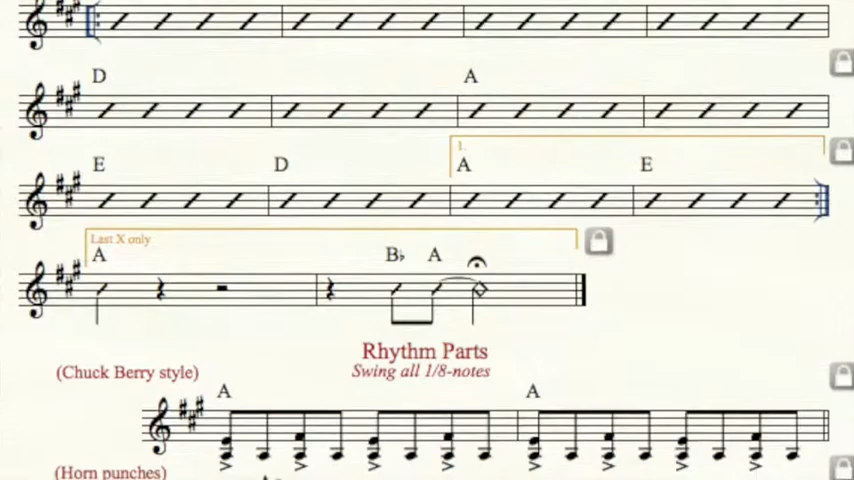 D A
1.
E D A E
Last X only
A B♭ A
Rhythm Parts
(Chuck Berry style) Swing all 1/8-notes
A A
(Horn punches)